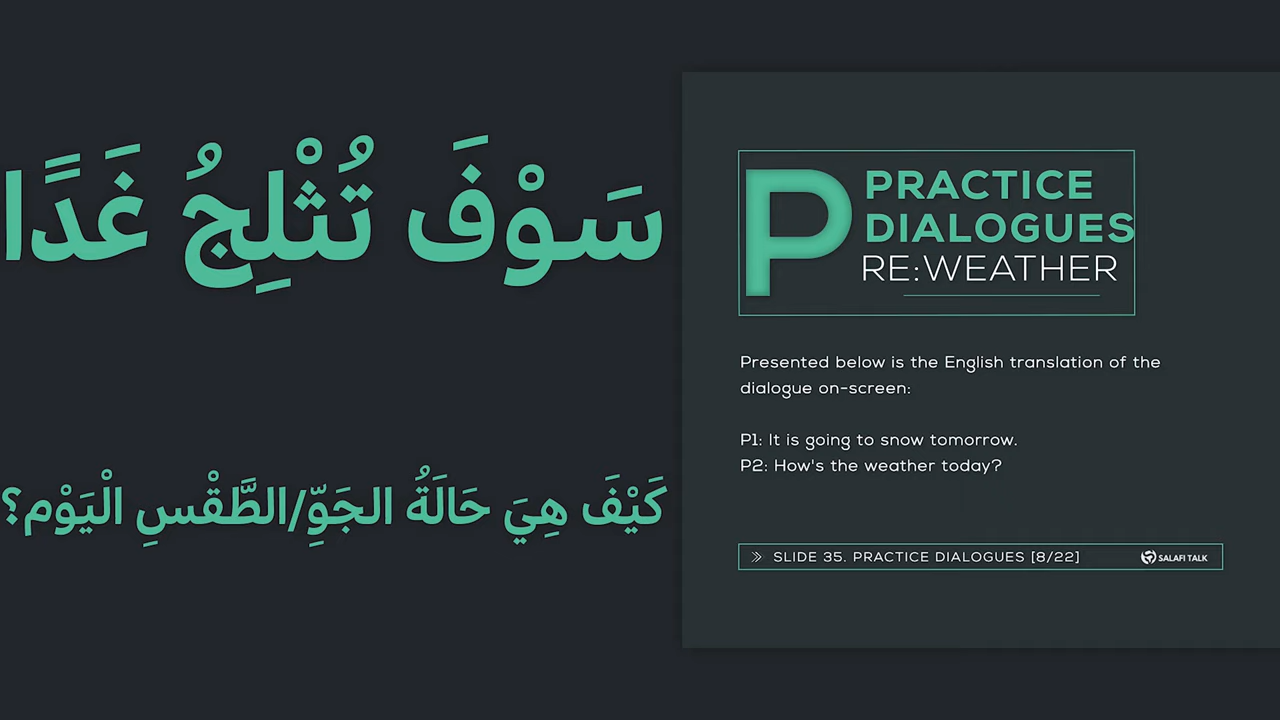 سَوْفَ تُثْلِجُ غَدًا
كَيْفَ هِيَ حَالَةُ الجَوِّ/الطَّقْسِ الْيَوْم؟
P PRACTICE
DIALOGUES
RE:WEATHER
Presented below is the English translation of the
dialogue on-screen:
P1: It is going to snow tomorrow.
P2: How's the weather today?
SLIDE 35. PRACTICE DIALOGUES [8/22]
SALAFI TALK